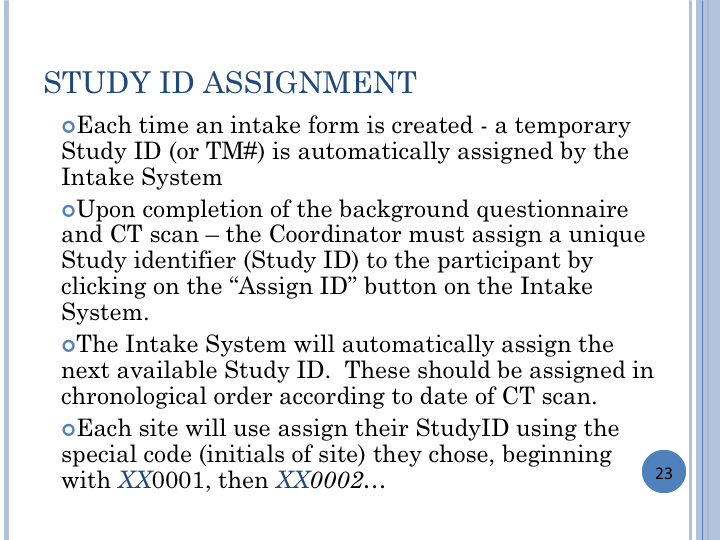 STUDY ID ASSIGNMENT
Each time an intake form is created - a temporary
Study ID (or TM#) is automatically assigned by the
Intake System
Upon completion of the background questionnaire
and CT scan – the Coordinator must assign a unique
Study identifier (Study ID) to the participant by
clicking on the “Assign ID” button on the Intake
System.
The Intake System will automatically assign the
next available Study ID.  These should be assigned in
chronological order according to date of CT scan.
Each site will use assign their StudyID using the
special code (initials of site) they chose, beginning
with XX0001, then XX0002…
23